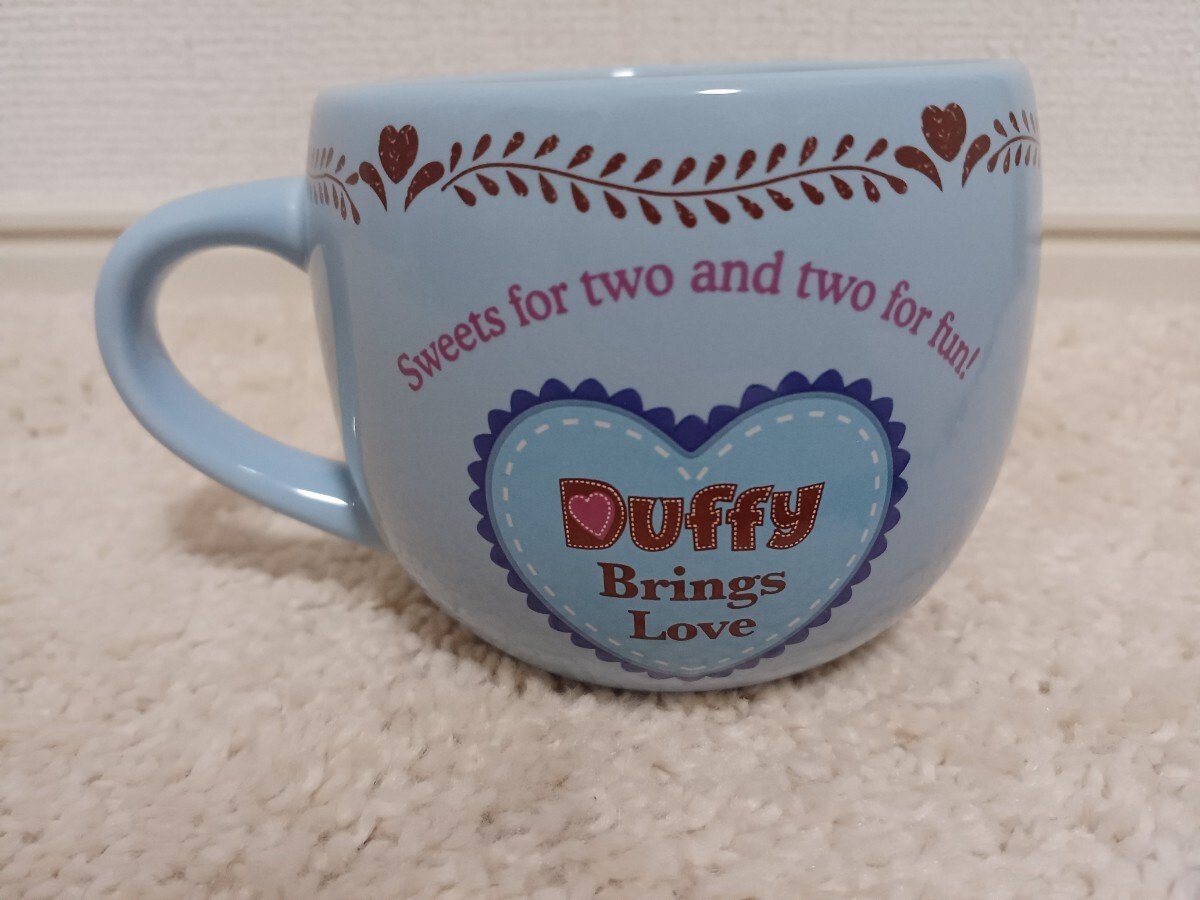 Sweets for two and two for fun!
Duffy
Brings
Love